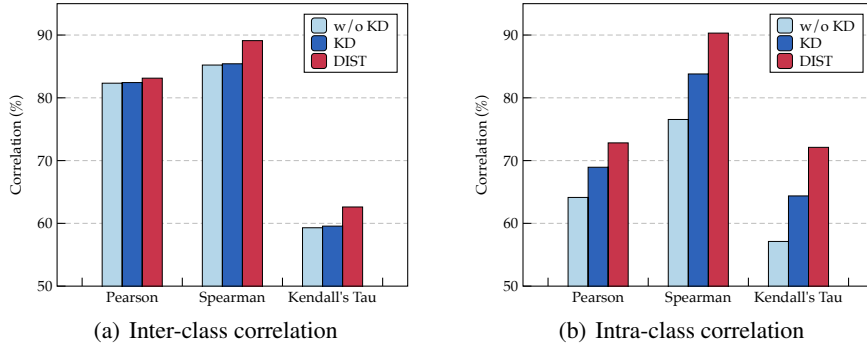 Correlation (%)
90
80
70
60
50
w/o KD
KD
DIST
Pearson Spearman Kendall's Tau
(a) Inter-class correlation
Correlation (%)
90
80
70
60
50
w/o KD
KD
DIST
Pearson Spearman Kendall's Tau
(b) Intra-class correlation